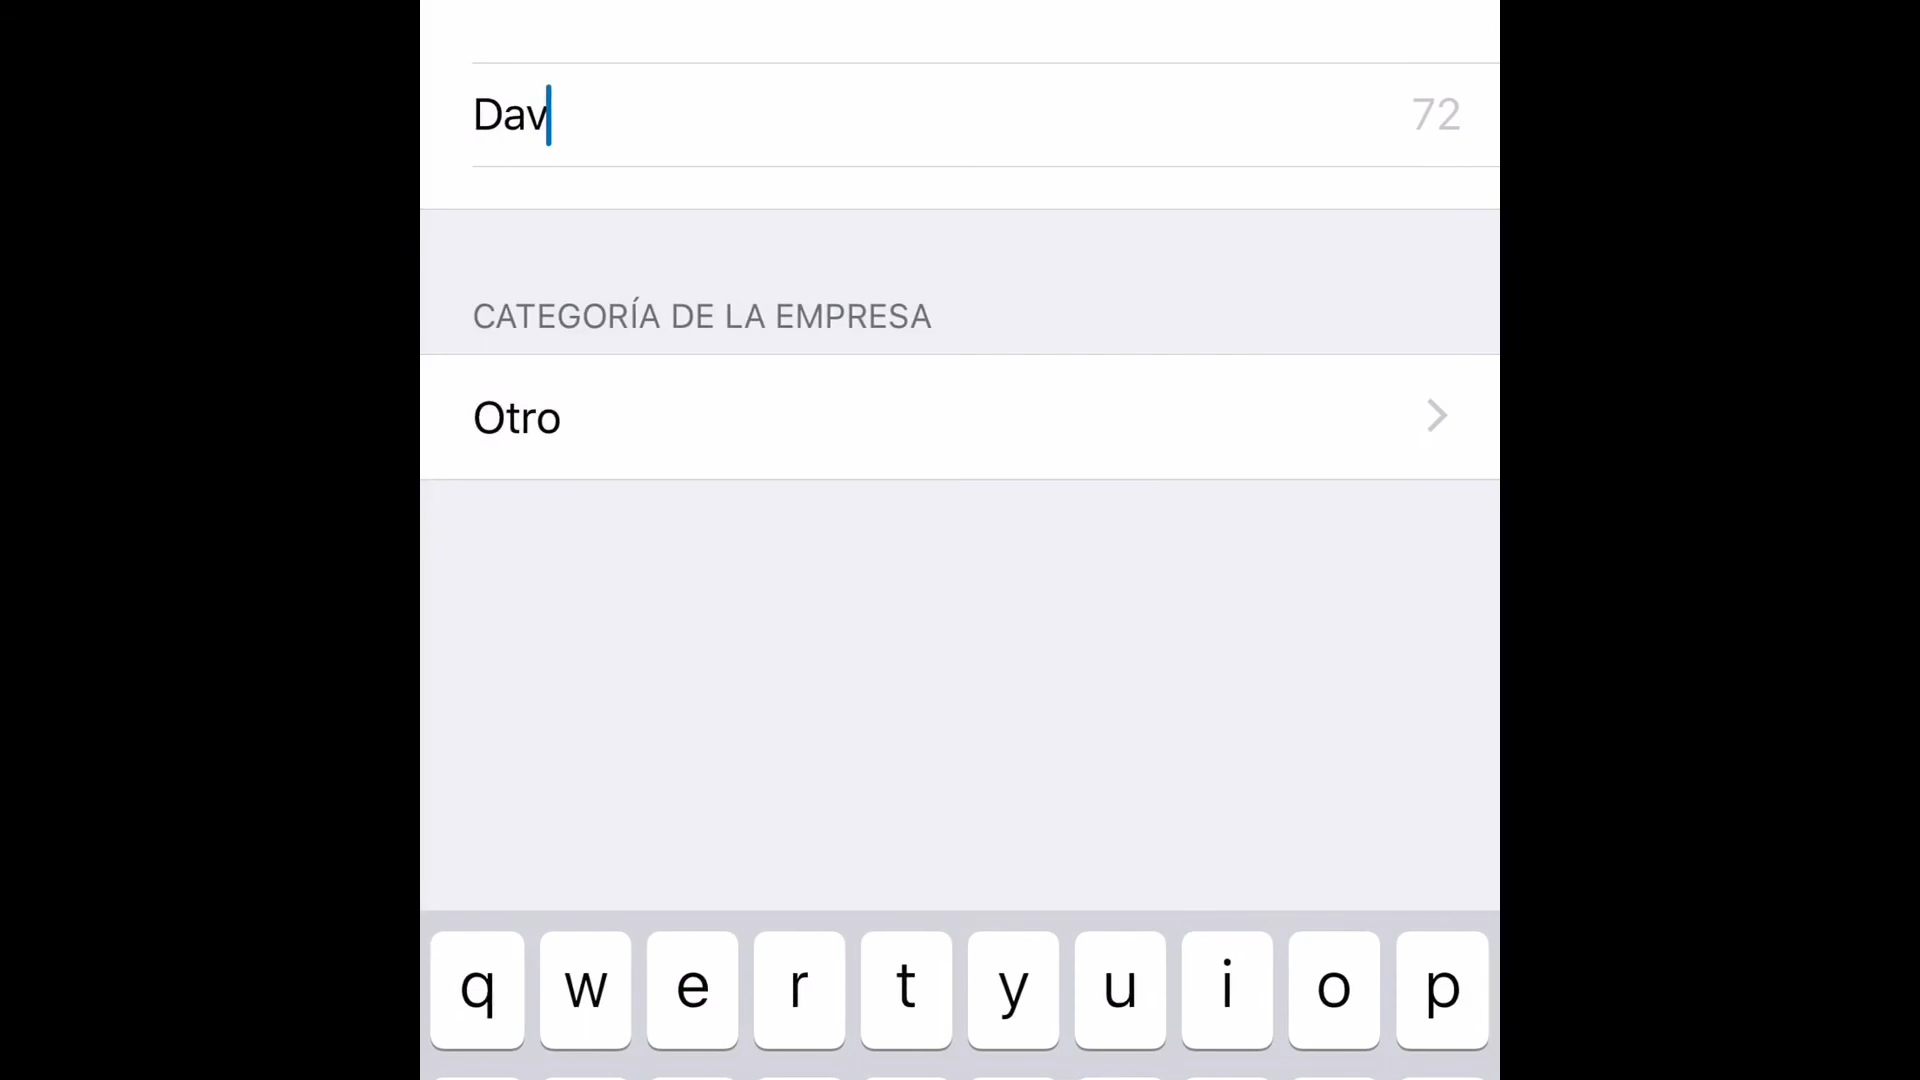 Dav 72
CATEGORÍA DE LA EMPRESA
Otro
q w e r t y u i o p